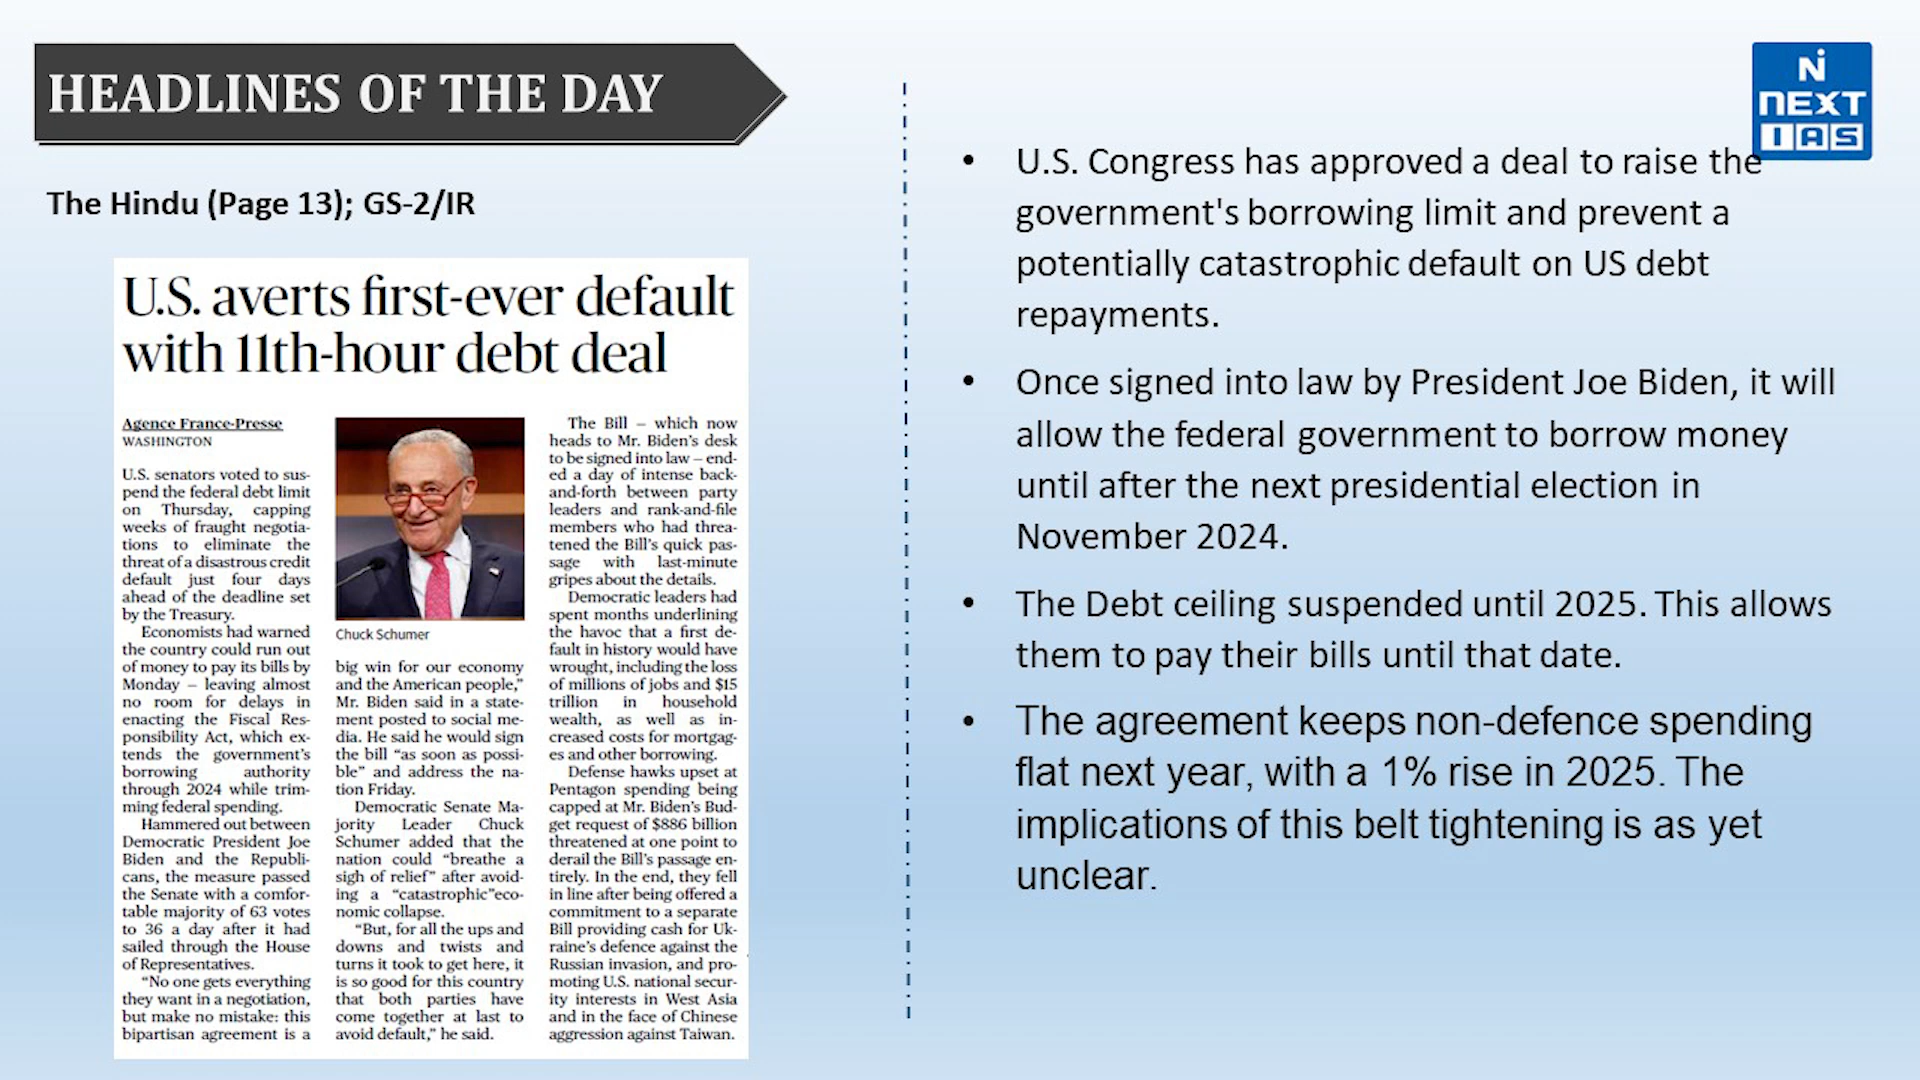 HEADLINES OF THE DAY
The Hindu (Page 13); GS-2/IR
U.S. averts first-ever default
with 11th-hour debt deal
Agence France-Presse
WASHINGTON
U.S. senators voted to sus-
pend the federal debt limit
on Thursday, capping
weeks of fraught negotia-
tions to eliminate the
threat of a disastrous credit
default just four days
ahead of the deadline set
by the Treasury.
Economists had warned
the country could run out
of money to pay its bills by
Monday – leaving almost
no room for delays in
enacting the Fiscal Res-
ponsibility Act, which ex-
tends the government's
borrowing authority
through 2024 while trim-
ming federal spending.
Hammered out between
Democratic President Joe
Biden and the Republi-
cans, the measure passed
the Senate with a comfor-
table majority of 63 votes
to 36 a day after it had
sailed through the House
of Representatives.
“No one gets everything
they want in a negotiation,
but make no mistake: this
bipartisan agreement is a
Chuck Schumer
big win for our economy
and the American people,”
Mr. Biden said in a state-
ment posted to social me-
dia. He said he would sign
the bill “as soon as possi-
ble” and address the na-
tion Friday.
Democratic Senate Ma-
jority Leader Chuck
Schumer added that the
nation could “breathe a
sigh of relief” after avoid-
ing a “catastrophic”eco-
nomic collapse.
“But, for all the ups and
downs and twists and
turns it took to get here, it
is so good for this country
that both parties have
come together at last to
avoid default,” he said.
The Bill – which now
heads to Mr. Biden's desk
to be signed into law – end-
ed a day of intense back-
and-forth between party
leaders and rank-and-file
members who had threa-
tened the Bill's quick pas-
sage with last-minute
gripes about the details.
Democratic leaders had
spent months underlining
the havoc that a first de-
fault in history would have
wrought, including the loss
of millions of jobs and $15
trillion in household
wealth, as well as in-
creased costs for mortgag-
es and other borrowing.
Defense hawks upset at
Pentagon spending being
capped at Mr. Biden's Bud-
get request of $886 billion
threatened at one point to
derail the Bill's passage en-
tirely. In the end, they fell
in line after being offered a
commitment to a separate
Bill providing cash for Uk-
raine's defence against the
Russian invasion, and pro-
moting U.S. national secur-
ity interests in West Asia
and in the face of Chinese
aggression against Taiwan.
N
NEXT
IAS
• U.S. Congress has approved a deal to raise the
government's borrowing limit and prevent a
potentially catastrophic default on US debt
repayments.
• Once signed into law by President Joe Biden, it will
allow the federal government to borrow money
until after the next presidential election in
November 2024.
• The Debt ceiling suspended until 2025. This allows
them to pay their bills until that date.
• The agreement keeps non-defence spending
flat next year, with a 1% rise in 2025. The
implications of this belt tightening is as yet
unclear.